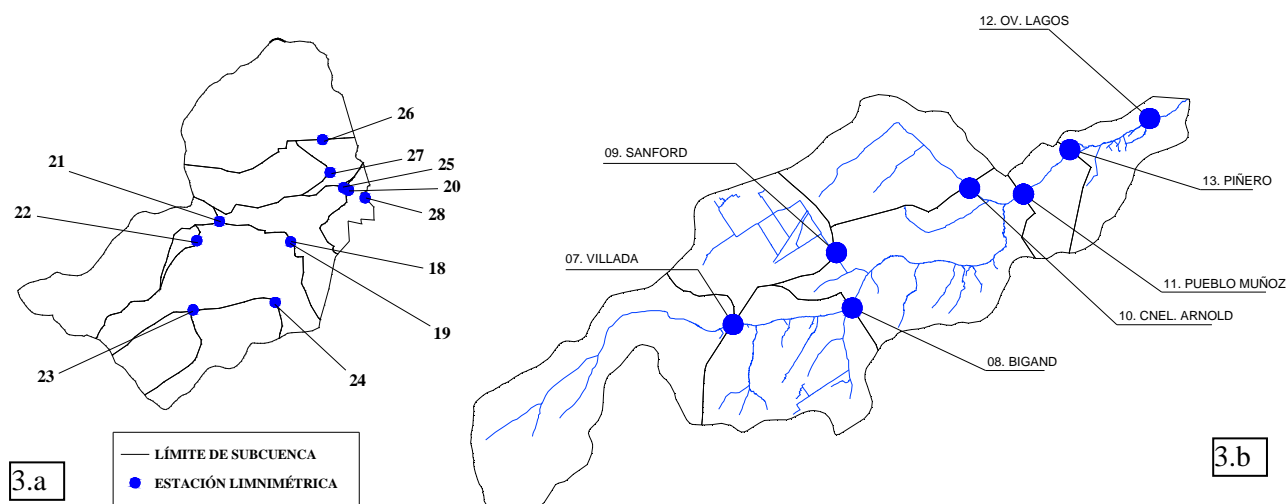 26
27
25
20
28
21
22
18
19
23
24
LÍMITE DE SUBCUENCA
ESTACIÓN LIMNIMÉTRICA
3.a
12. OV. LAGOS
09. SANFORD
13. PIÑERO
07. VILLADA
11. PUEBLO MUÑOZ
10. CNEL. ARNOLD
08. BIGAND
3.b